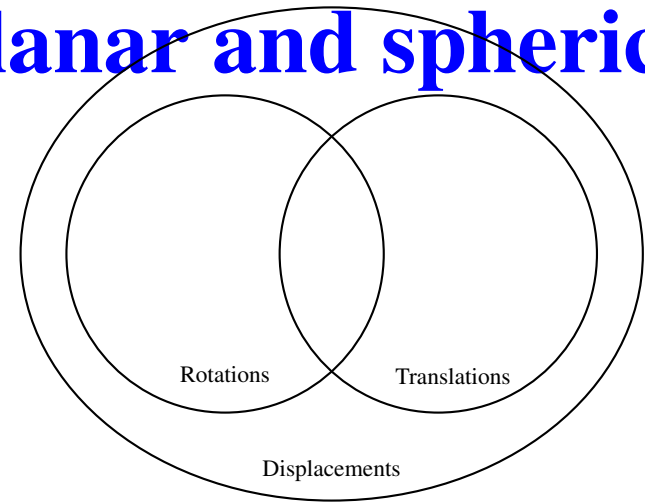 lanar and spheric
Rotations
Translations
Displacements